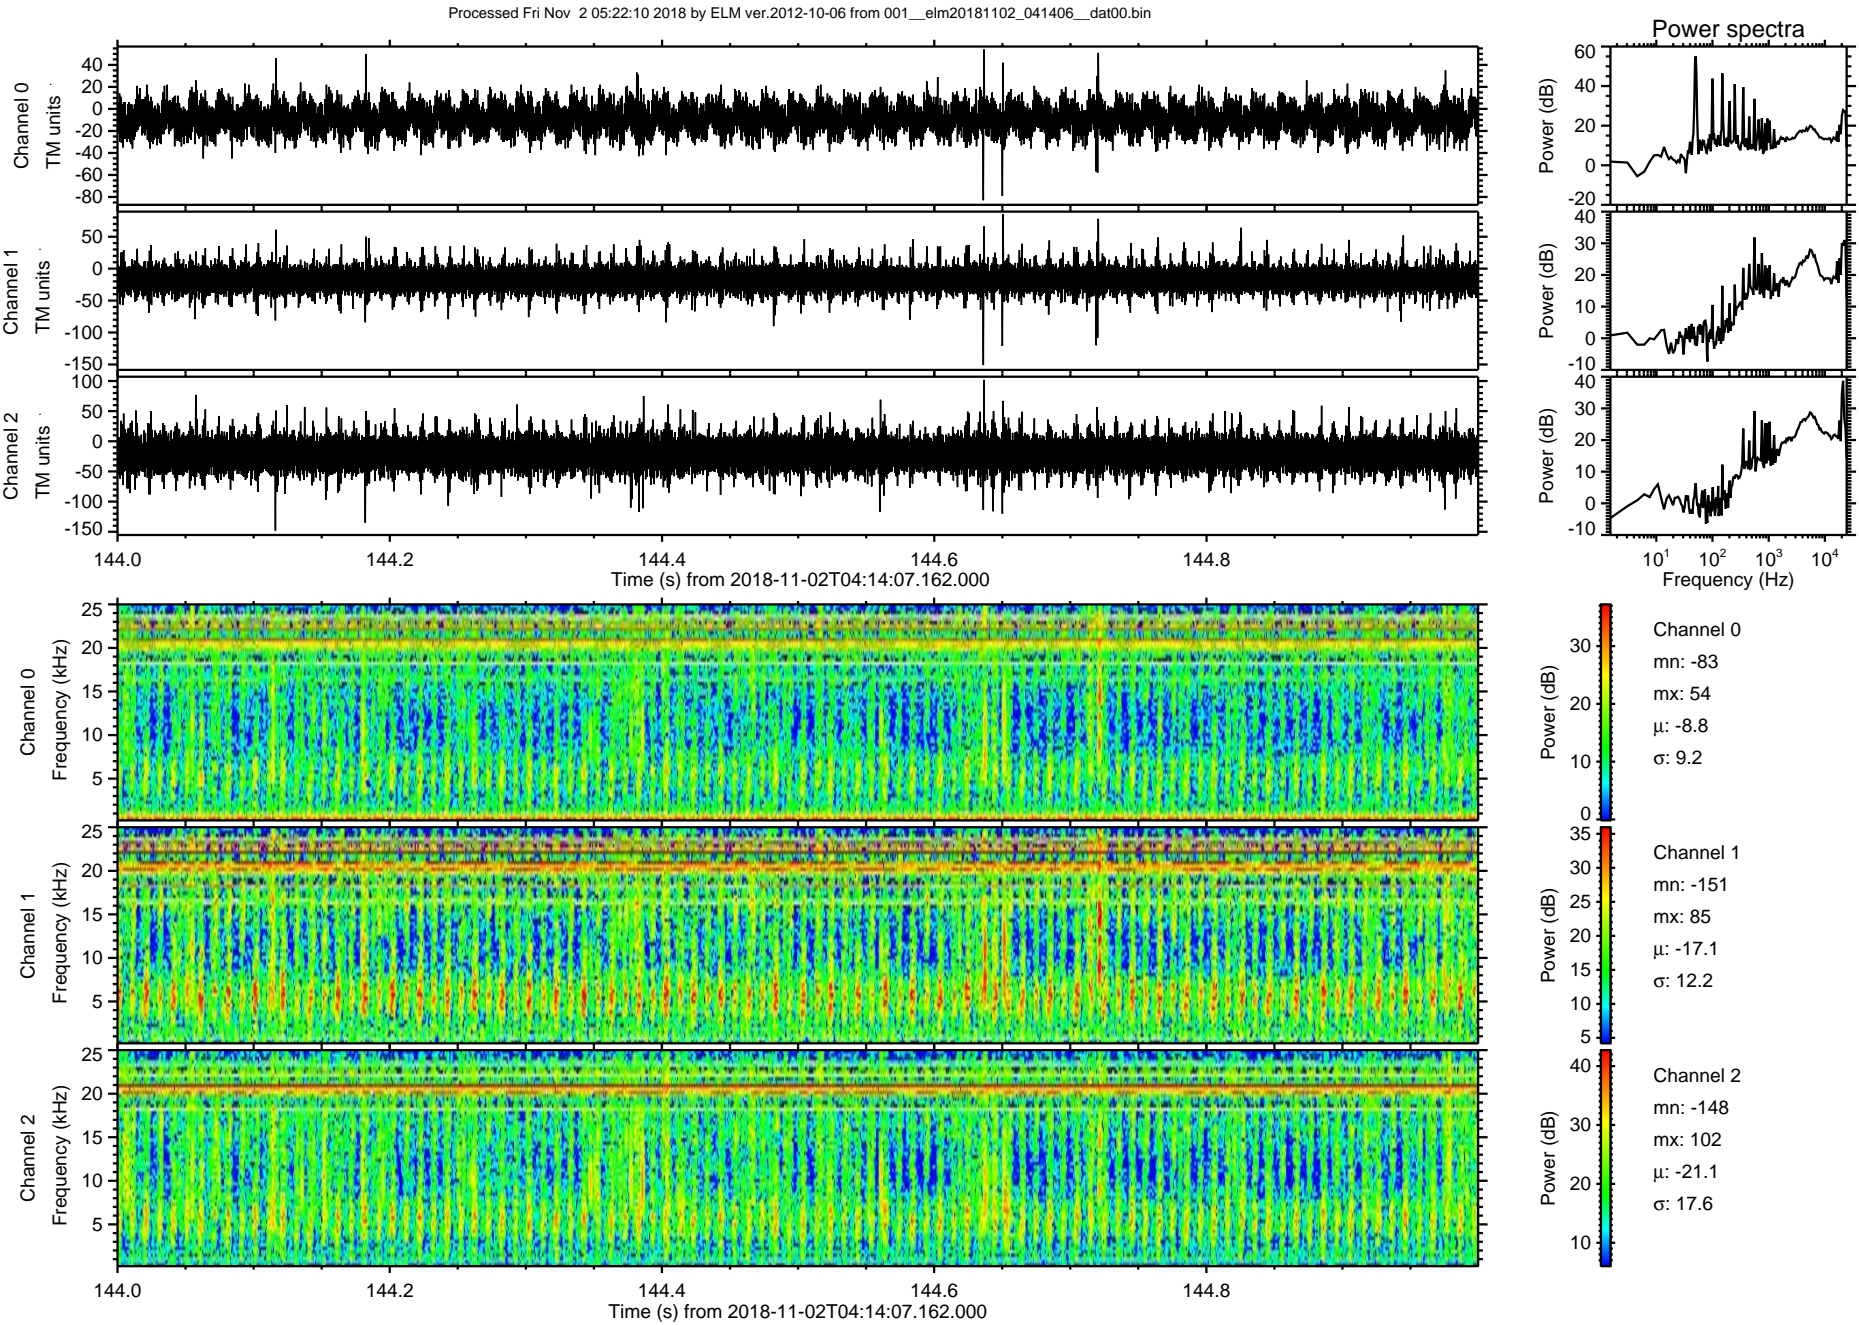 Processed Fri Nov  2 05:22:10 2018 by ELM ver.2012-10-06 from 001__elm20181102_041406__dat00.bin
Power spectra
Channel 0
TM units
40
20
0
-20
-40
-60
-80
Power (dB)
60
40
20
0
-20
Channel 1
TM units
50
0
-50
-100
-150
Power (dB)
40
30
20
10
0
-10
Channel 2
TM units
100
50
0
-50
-100
-150
Power (dB)
40
30
20
10
0
-10
144.0 144.2 144.4 144.6 144.8
Time (s) from 2018-11-02T04:14:07.162.000
10^1 10^2 10^3 10^4
Frequency (Hz)
Channel 0
Frequency (kHz)
25
20
15
10
5
Power (dB)
30
20
10
0
Channel 0
mn: -83
mx: 54
μ: -8.8
σ: 9.2
Channel 1
Frequency (kHz)
25
20
15
10
5
Power (dB)
35
30
25
20
15
10
5
Channel 1
mn: -151
mx: 85
μ: -17.1
σ: 12.2
Channel 2
Frequency (kHz)
25
20
15
10
5
Power (dB)
40
30
20
10
Channel 2
mn: -148
mx: 102
μ: -21.1
σ: 17.6
144.0 144.2 144.4 144.6 144.8
Time (s) from 2018-11-02T04:14:07.162.000